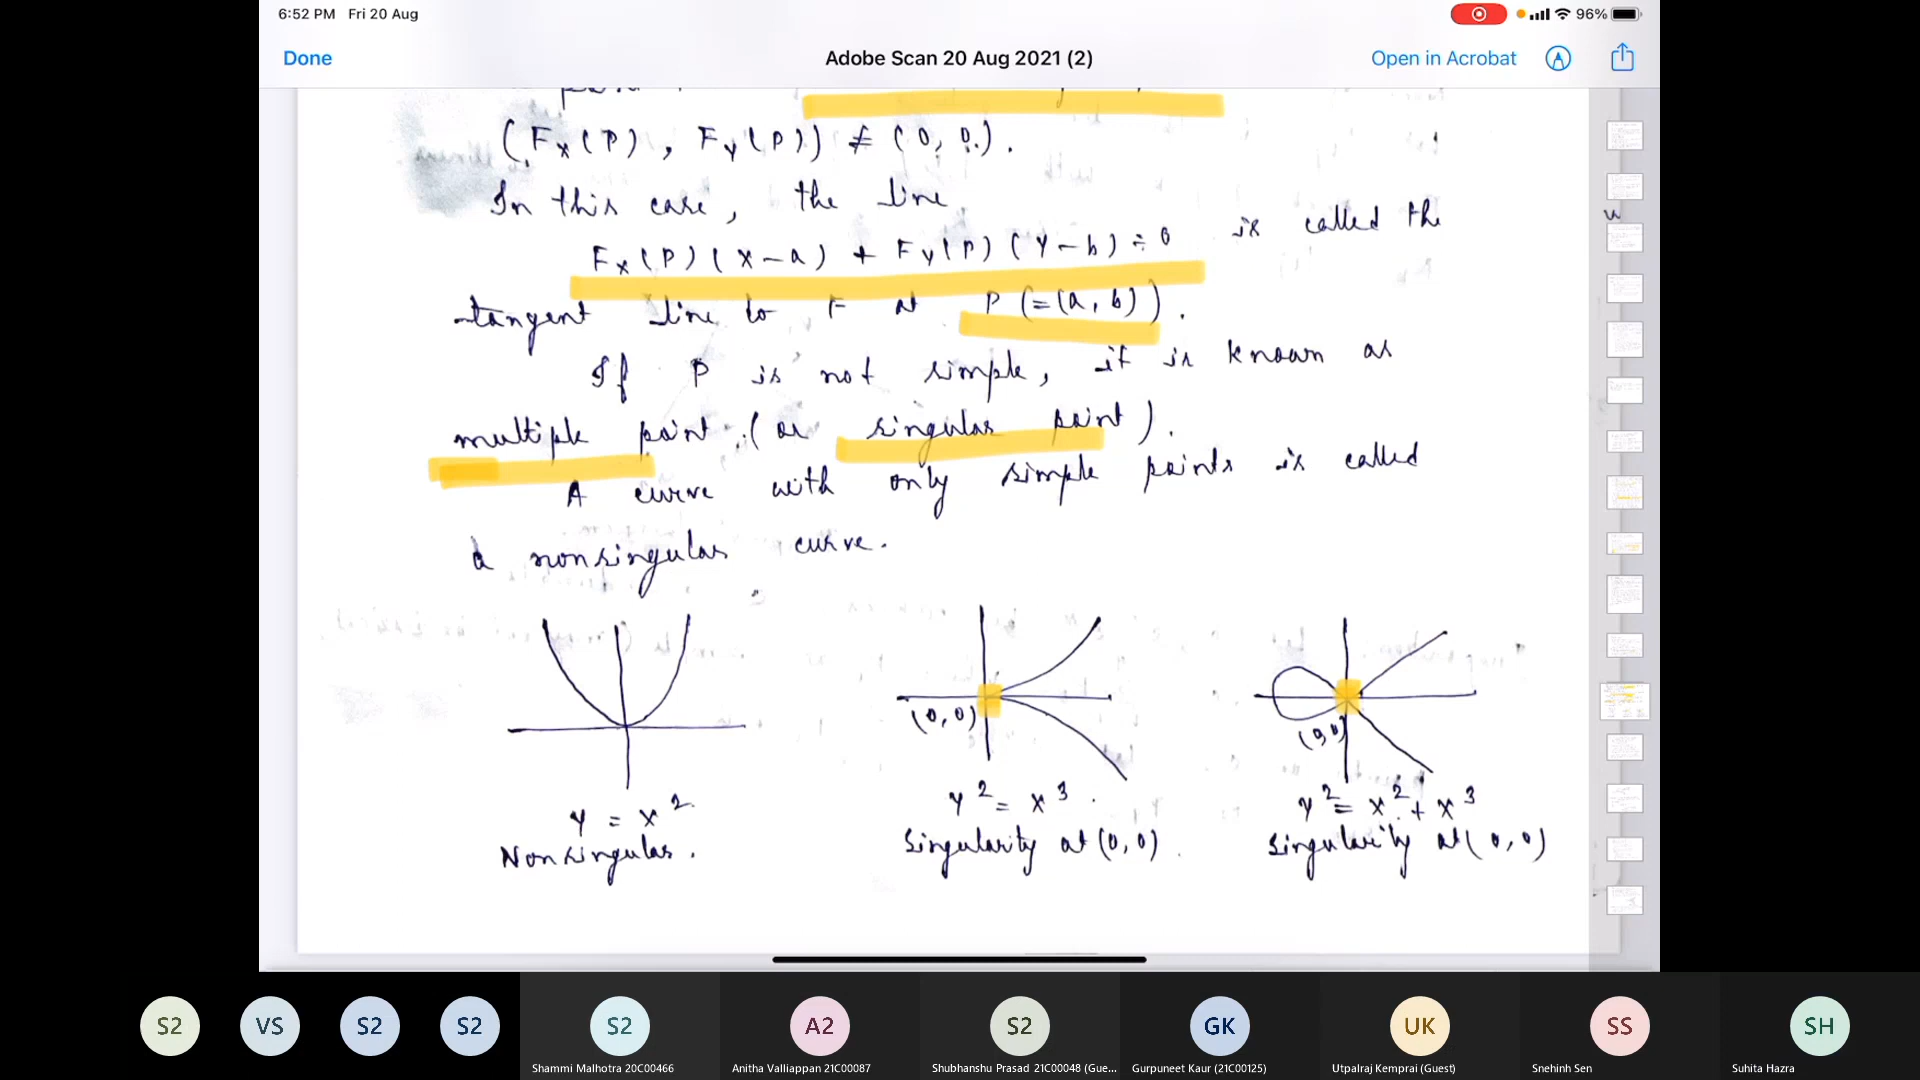 6:52 PM Fri 20 Aug
96%
Done
Adobe Scan 20 Aug 2021 (2)
Open in Acrobat
(Fx(P), Fy(P)) ≠ (0, 0).
In this case, the line
Fx(P)(X-a) + Fy(P)(Y-b) = 0 is called the
tangent line to F at P (=(a, b)).
If P is not simple, it is known as
multiple point (or singular point).
A curve with only simple points is called
a nonsingular curve.
(0, 0)
(0,0)
Y = X²
Nonsingular.
Y² = X³.
Singularity at (0, 0).
Y² = X² + X³
Singularity at (0, 0)
S2 VS S2 S2 S2 A2 S2 GK UK SS SH
Shammi Malhotra 20C00466
Anitha Valliappan 21C00087
Shubhanshu Prasad 21C00048 (Gue...
Gurpuneet Kaur (21C00125)
Utpalraj Kemprai (Guest)
Snehinh Sen
Suhita Hazra